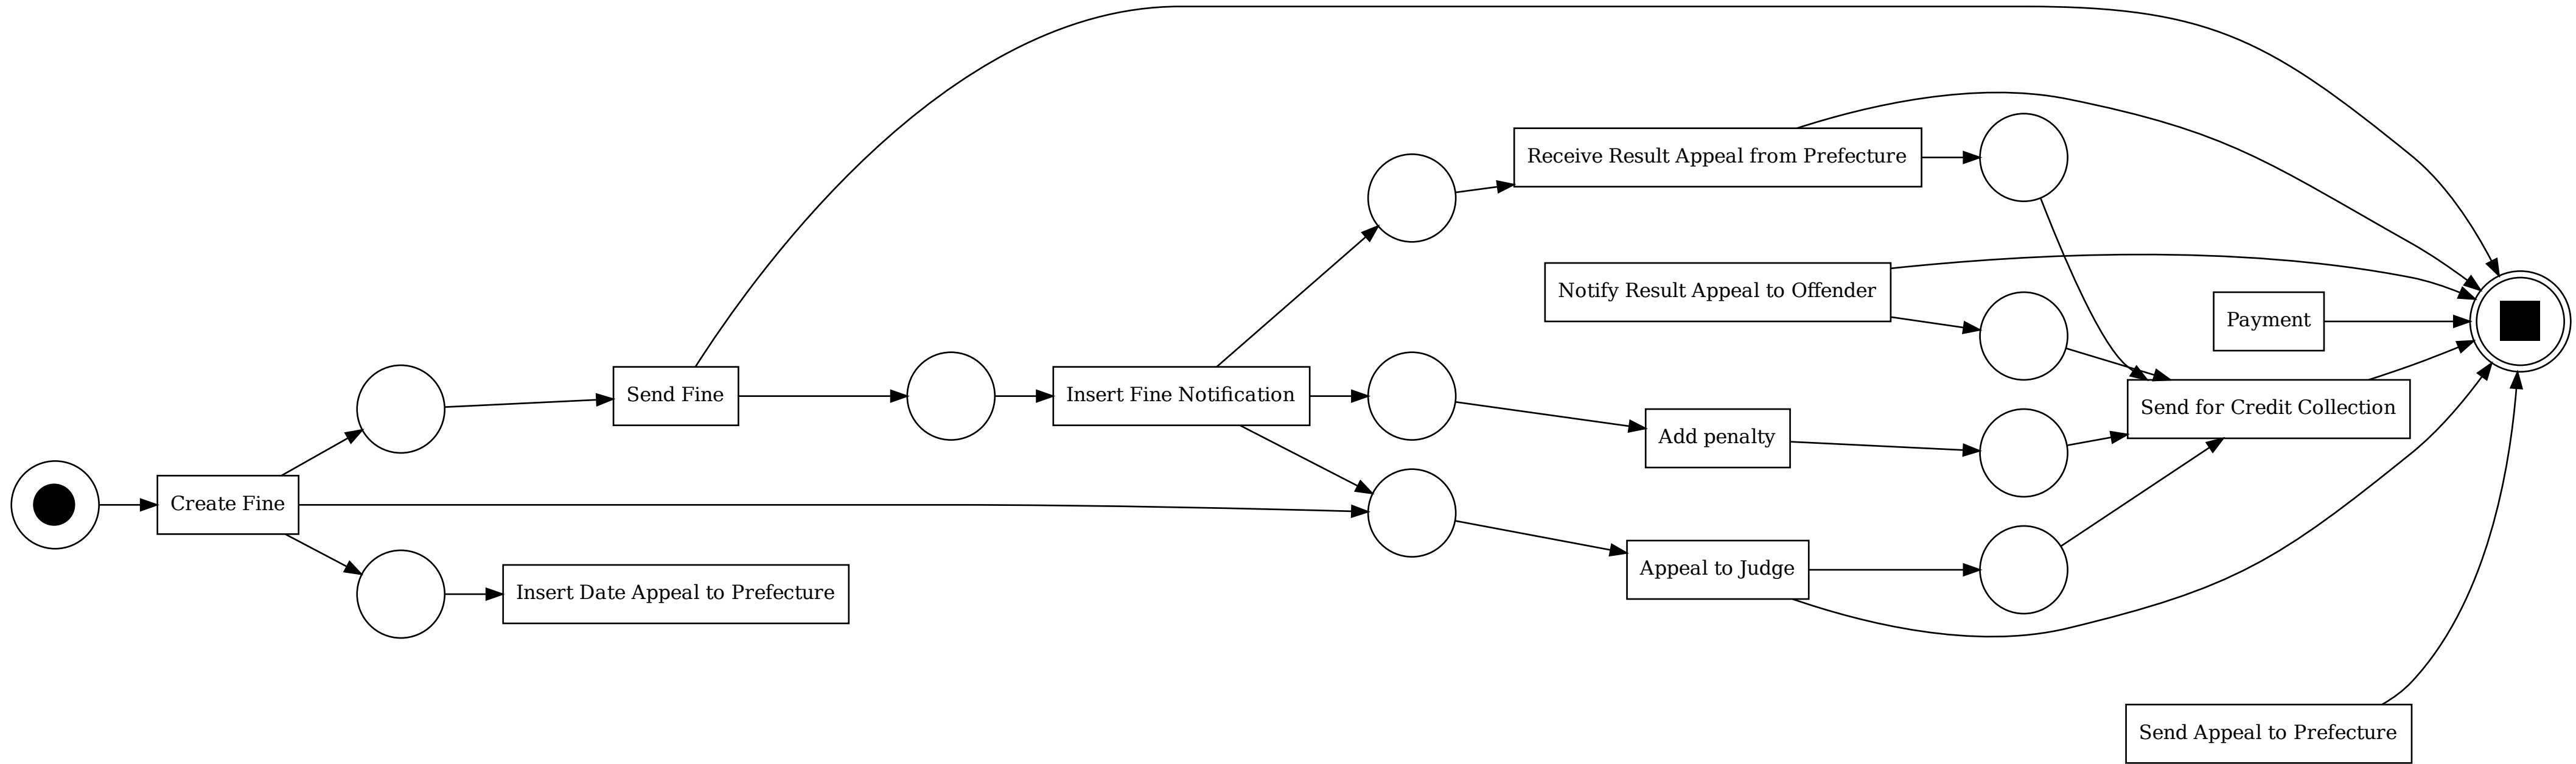 Receive Result Appeal from Prefecture
Notify Result Appeal to Offender
Payment
Send Fine
Insert Fine Notification
Send for Credit Collection
Add penalty
Create Fine
Appeal to Judge
Insert Date Appeal to Prefecture
Send Appeal to Prefecture